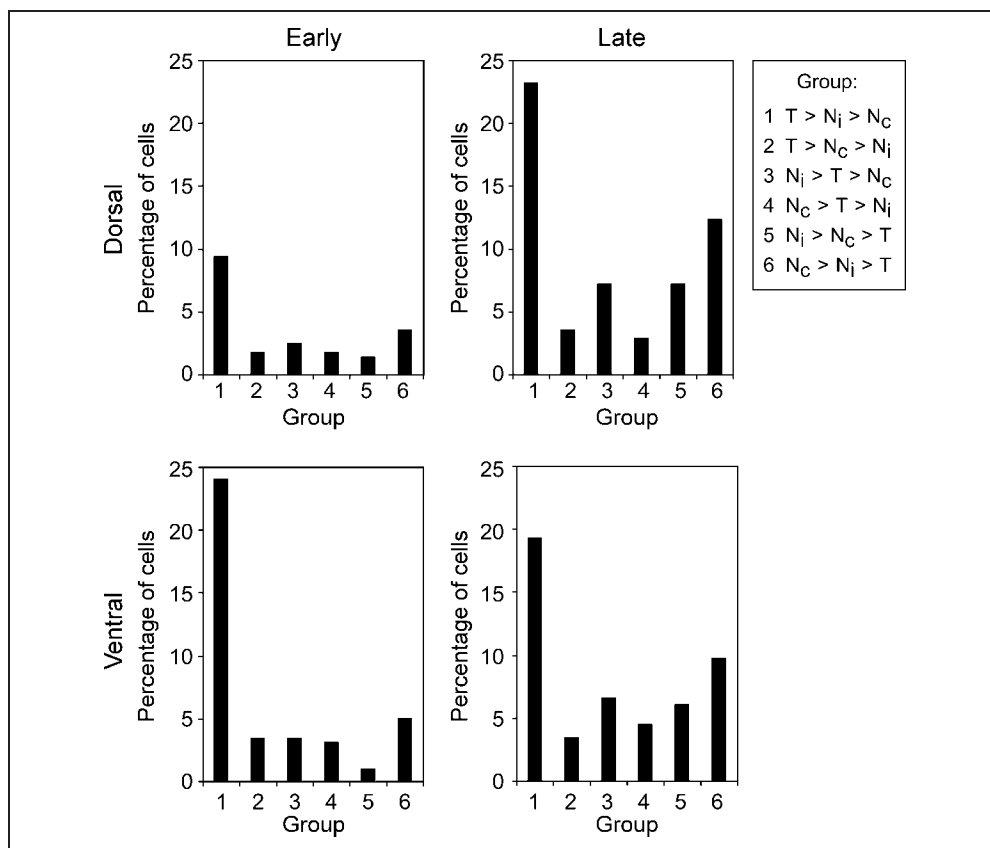 Early
Late
Dorsal
Percentage of cells
25
20
15
10
5
0
1 2 3 4 5 6
Group
Percentage of cells
25
20
15
10
5
0
1 2 3 4 5 6
Group
Group:
1 T > Ni > Nc
2 T > Nc > Ni
3 Ni > T > Nc
4 Nc > T > Ni
5 Ni > Nc > T
6 Nc > Ni > T
Ventral
Percentage of cells
25
20
15
10
5
0
1 2 3 4 5 6
Group
Percentage of cells
25
20
15
10
5
0
1 2 3 4 5 6
Group